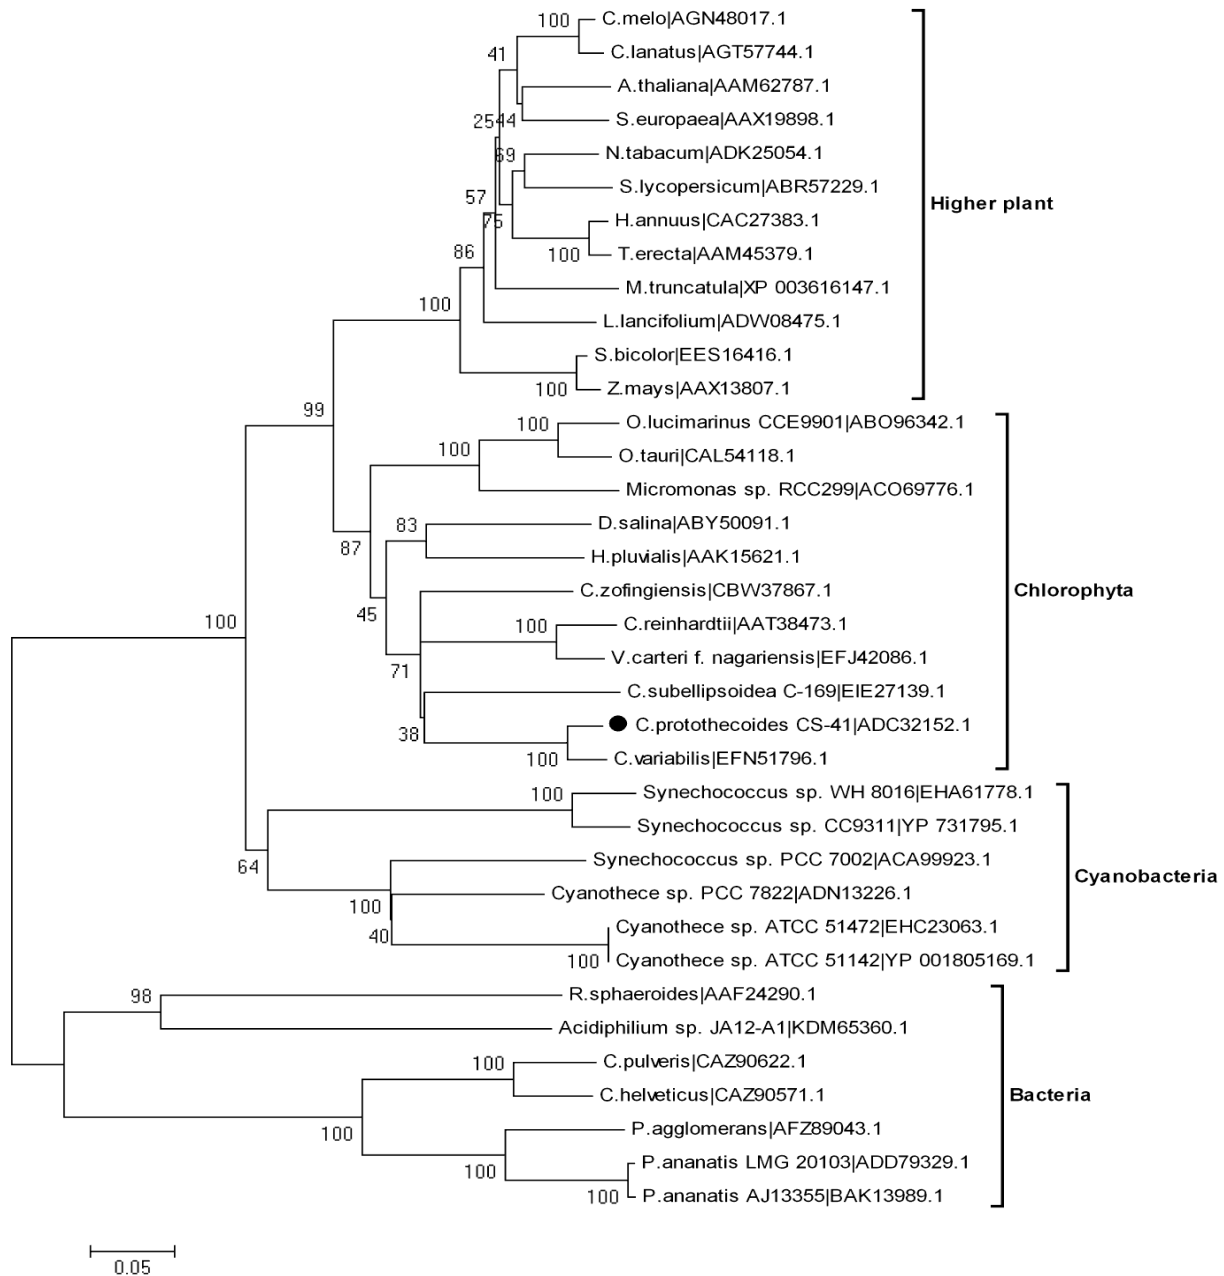 100 C.melo|AGN48017.1
C.lanatus|AGT57744.1
41
A.thaliana|AAM62787.1
2544 S.europaea|AAX19898.1
69 N.tabacum|ADK25054.1
S.lycopersicum|ABR57229.1
57
Higher plant
75 H.annuus|CAC27383.1
86 100 T.erecta|AAM45379.1
M.truncatula|XP 003616147.1
100
L.lancifolium|ADW08475.1
S.bicolor|EES16416.1
100 Z.mays|AAX13807.1
99
100 O.lucimarinus CCE9901|ABO96342.1
100 O.tauri|CAL54118.1
Micromonas sp. RCC299|ACO69776.1
83 D.salina|ABY50091.1
87 H.pluvialis|AAK15621.1
C.zofingiensis|CBW37867.1
Chlorophyta
45
100 100 C.reinhardtii|AAT38473.1
V.carteri f. nagariensis|EFJ42086.1
71
C.subellipsoidea C-169|EIE27139.1
38 C.protothecoides CS-41|ADC32152.1
100 C.variabilis|EFN51796.1
100 Synechococcus sp. WH 8016|EHA61778.1
Synechococcus sp. CC9311|YP 731795.1
64 Synechococcus sp. PCC 7002|ACA99923.1
Cyanobacteria
Cyanothece sp. PCC 7822|ADN13226.1
100
40 Cyanothece sp. ATCC 51472|EHC23063.1
100 Cyanothece sp. ATCC 51142|YP 001805169.1
98 R.sphaeroides|AAF24290.1
Acidiphilium sp. JA12-A1|KDM65360.1
100 C.pulveris|CAZ90622.1
C.helveticus|CAZ90571.1
Bacteria
100 P.agglomerans|AFZ89043.1
100 P.ananatis LMG 20103|ADD79329.1
100 P.ananatis AJ13355|BAK13989.1
0.05